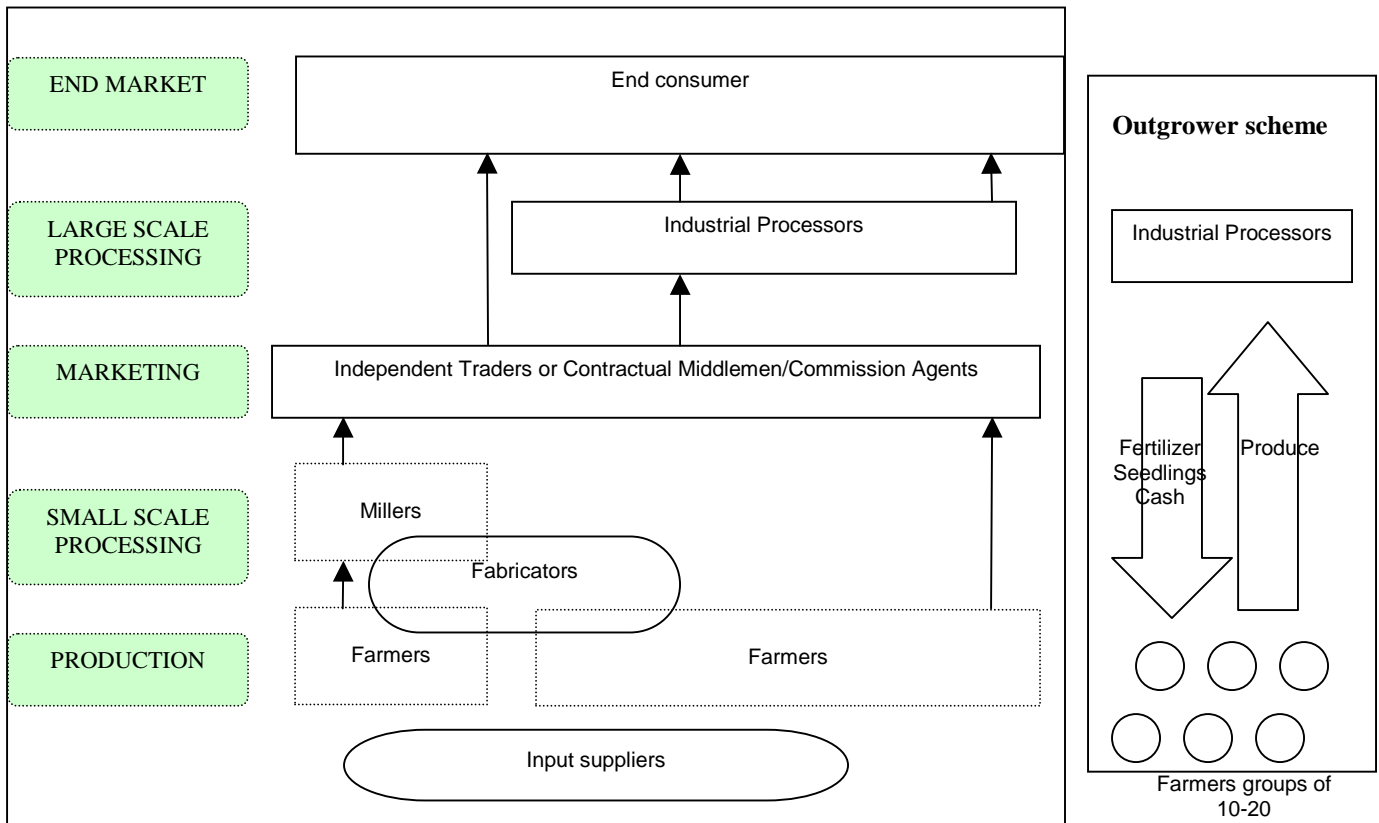 END MARKET
End consumer
LARGE SCALE
PROCESSING
Industrial Processors
MARKETING
Independent Traders or Contractual Middlemen/Commission Agents
SMALL SCALE
PROCESSING
Millers
Fabricators
PRODUCTION
Farmers
Farmers
Input suppliers
Outgrower scheme
Industrial Processors
Fertilizer
Seedlings
Cash
Produce
Farmers groups of
10-20